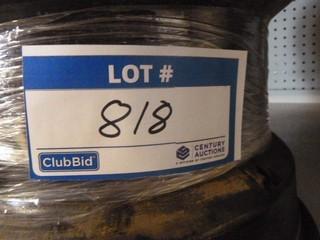 LOT #
818
ClubBid
CENTURY
AUCTIONS